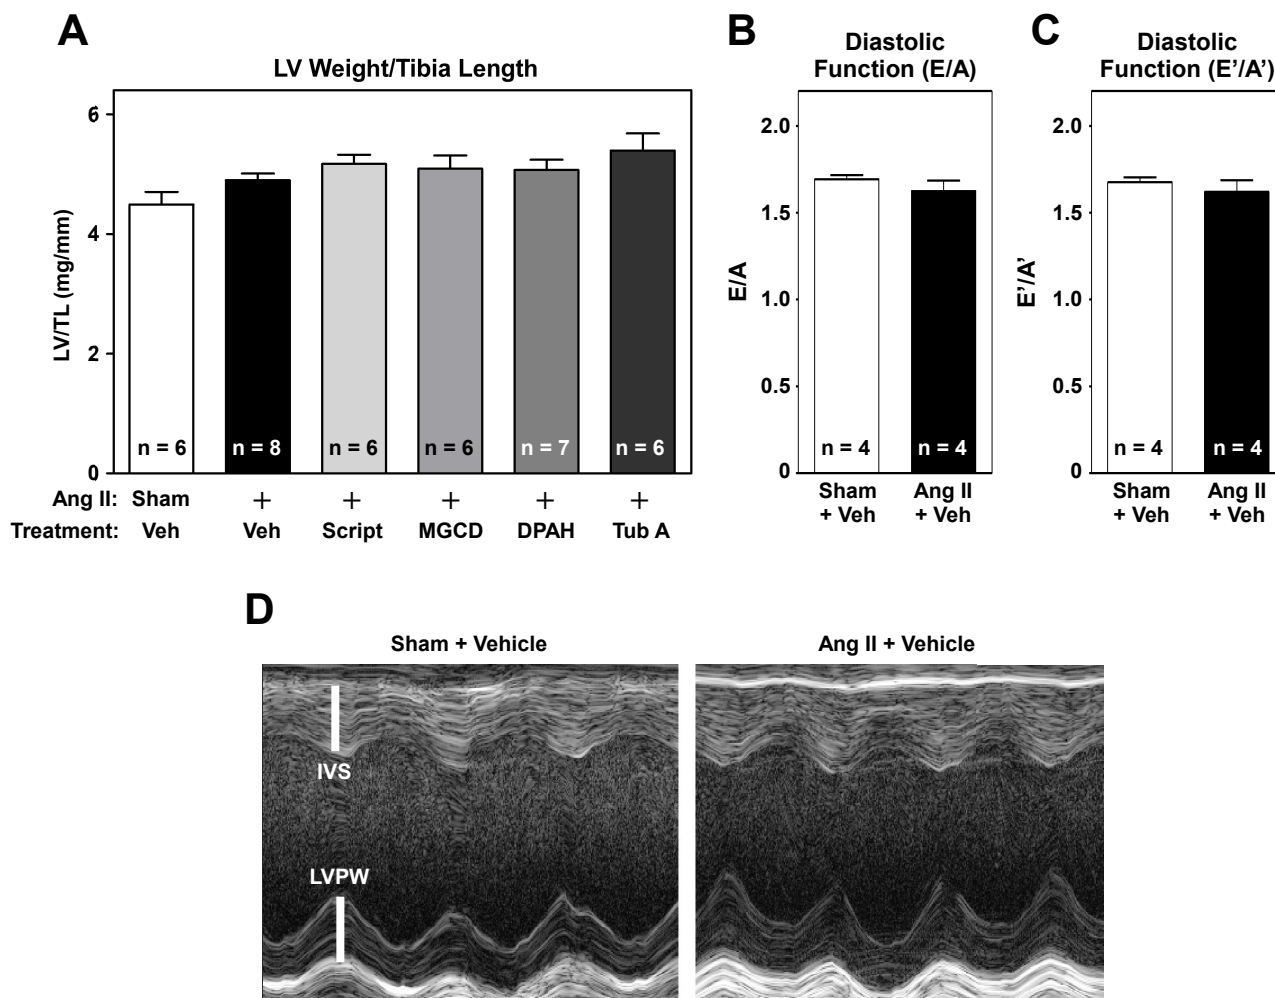 A
LV Weight/Tibia Length
6
4
2
0
LV/TL (mg/mm)
n = 6
n = 8
n = 6
n = 6
n = 7
n = 6
Ang II: Sham + + + + +
Treatment: Veh Veh Script MGCD DPAH Tub A
B
Diastolic
Function (E/A)
2.0
1.5
1.0
0.5
0
E/A
n = 4
n = 4
Sham
+ Veh
Ang II
+ Veh
C
Diastolic
Function (E’/A’)
2.0
1.5
1.0
0.5
0
E’/A’
n = 4
n = 4
Sham
+ Veh
Ang II
+ Veh
D
Sham + Vehicle
Ang II + Vehicle
IVS
LVPW